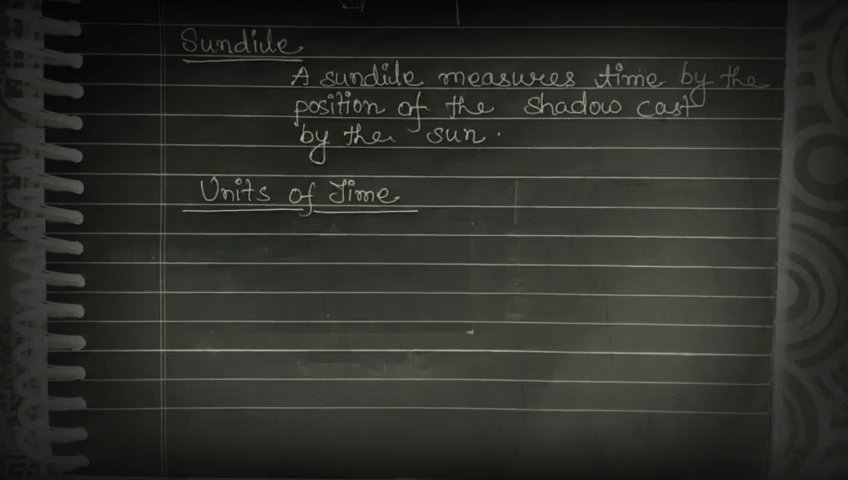 Sundile
A sundile measures time by the
position of the shadow cast
by the sun.
Units of Time